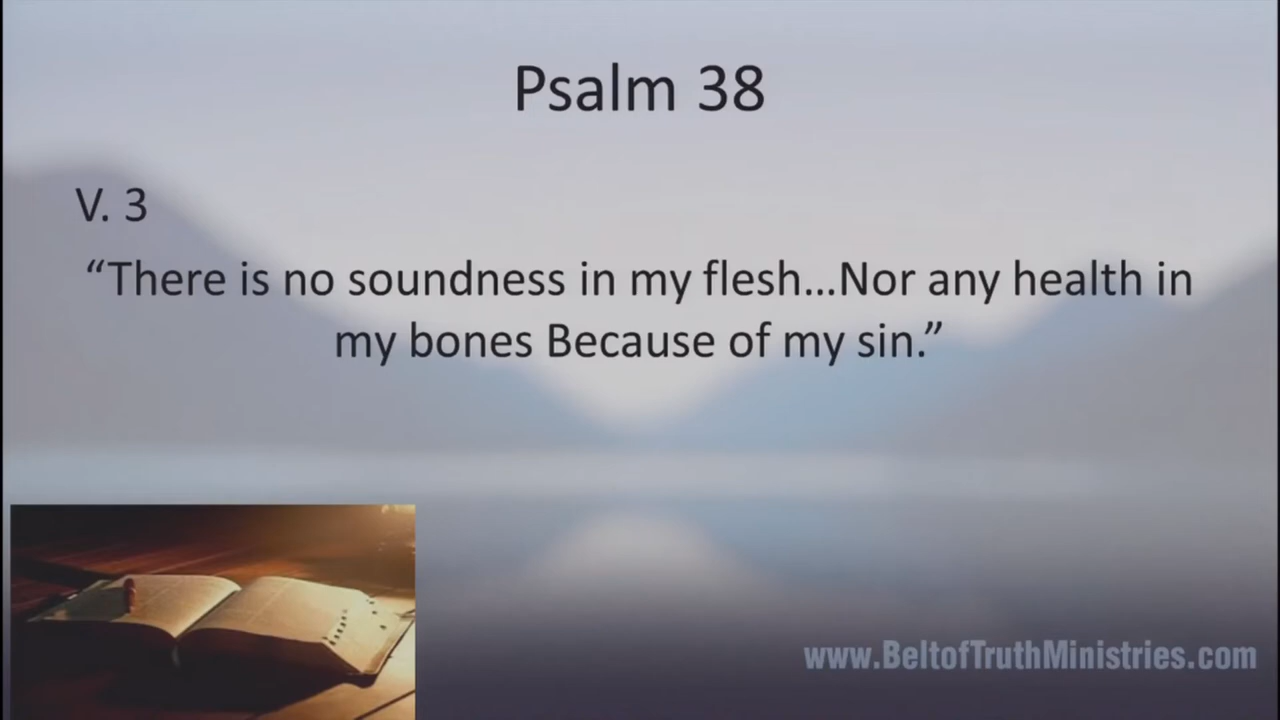 Psalm 38
V. 3
“There is no soundness in my flesh...Nor any health in
my bones Because of my sin.”
www.BeltofTruthMinistries.com